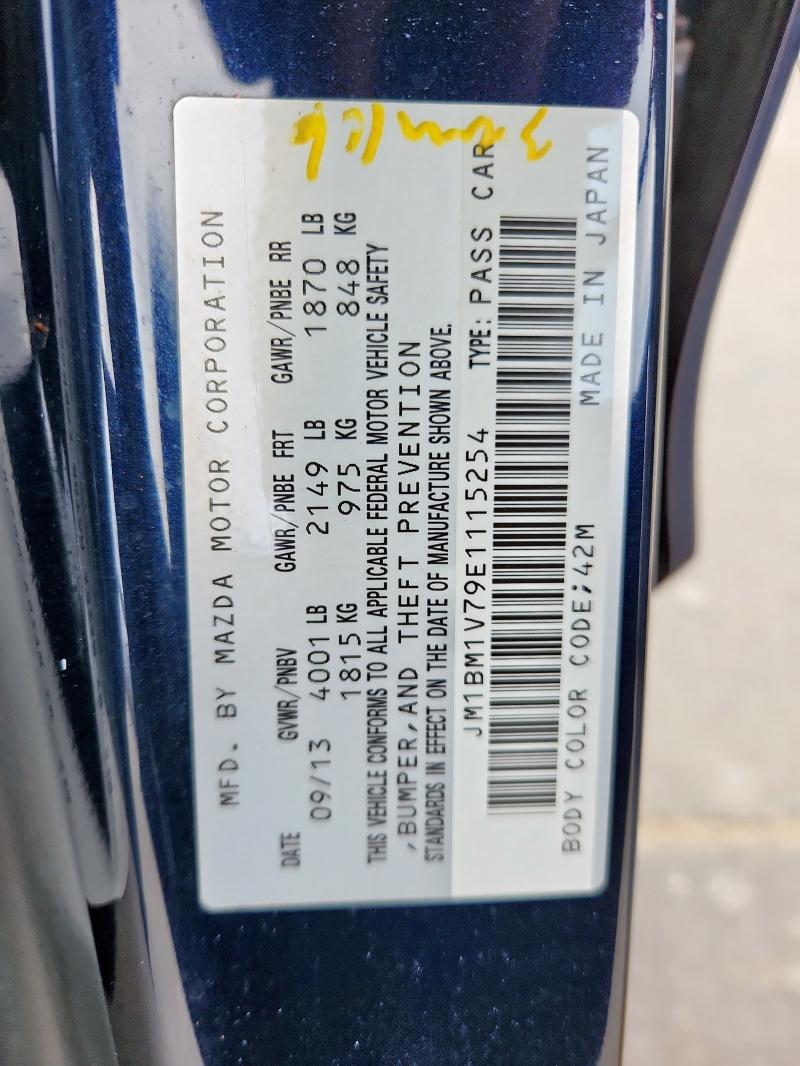 MFD. BY MAZDA MOTOR CORPORATION
DATE GVWR/PNBV GAWR/PNBE FRT GAWR/PNBE RR
09/13 4001 LB 2149 LB 1870 LB
1815 KG 975 KG 848 KG
THIS VEHICLE CONFORMS TO ALL APPLICABLE FEDERAL MOTOR VEHICLE SAFETY
,BUMPER,AND THEFT PREVENTION
STANDARDS IN EFFECT ON THE DATE OF MANUFACTURE SHOWN ABOVE.
JM1BM1V79E1115254 TYPE: PASS CAR
BODY COLOR CODE;42M MADE IN JAPAN